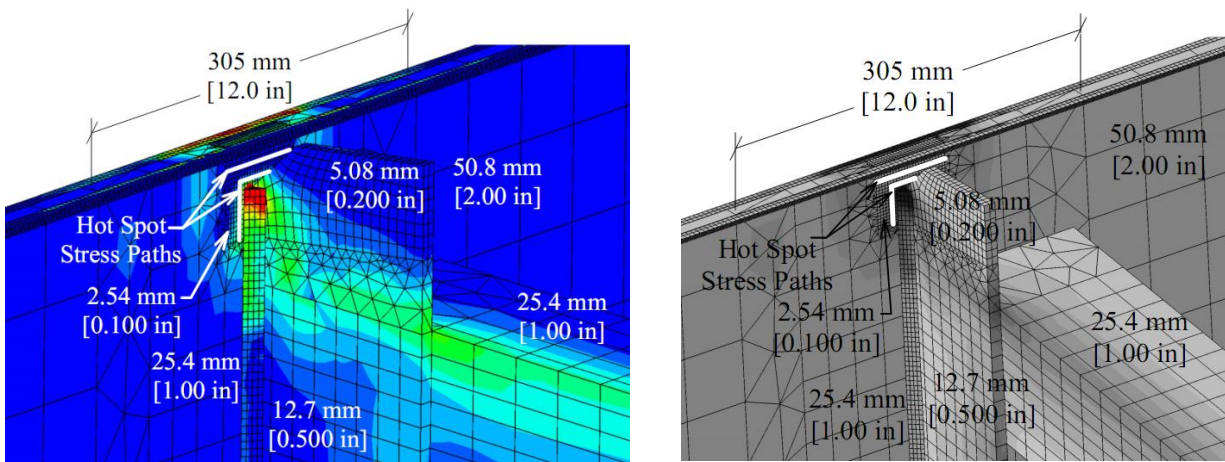 305 mm
[12.0 in]
5.08 mm
[0.200 in]
50.8 mm
[2.00 in]
Hot Spot
Stress Paths
2.54 mm
[0.100 in]
25.4 mm
[1.00 in]
25.4 mm
[1.00 in]
12.7 mm
[0.500 in]
305 mm
[12.0 in]
50.8 mm
[2.00 in]
5.08 mm
[0.200 in]
Hot Spot
Stress Paths
2.54 mm
[0.100 in]
25.4 mm
[1.00 in]
25.4 mm
[1.00 in]
12.7 mm
[0.500 in]